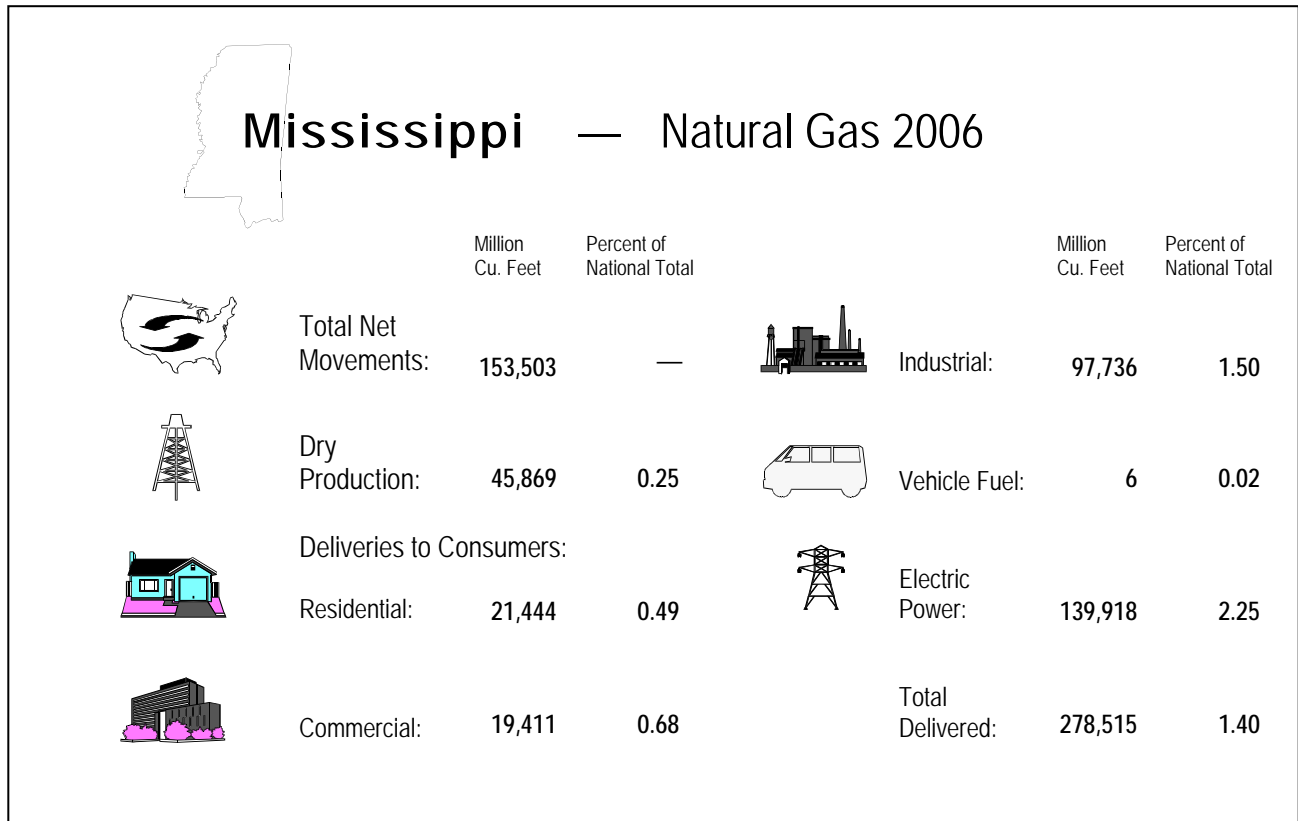 Mississippi — Natural Gas 2006
Million Percent of Million Percent of
Cu. Feet National Total Cu. Feet National Total
Total Net
Movements: 153,503 — Industrial: 97,736 1.50
Dry
Production: 45,869 0.25 Vehicle Fuel: 6 0.02
Deliveries to Consumers:
Electric
Residential: 21,444 0.49 Power: 139,918 2.25
Total
Commercial: 19,411 0.68 Delivered: 278,515 1.40